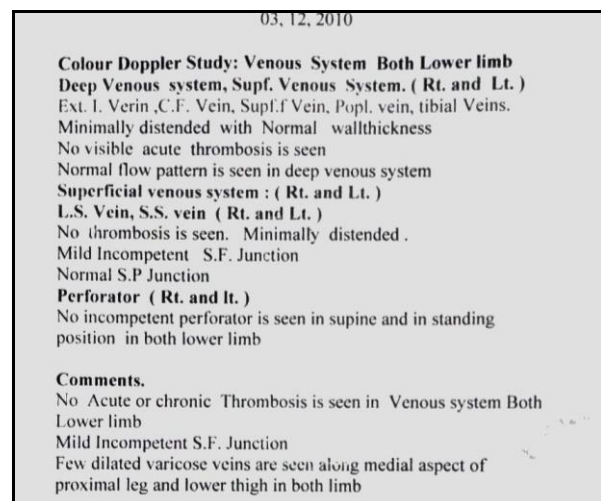 03, 12, 2010
Colour Doppler Study: Venous System Both Lower limb
Deep Venous system, Supf. Venous System. ( Rt. and Lt. )
Ext. I. Verin ,C.F. Vein, Supf.f Vein, Popl. vein, tibial Veins.
Minimally distended with Normal wallthickness
No visible acute thrombosis is seen
Normal flow pattern is seen in deep venous system
Superficial venous system : ( Rt. and Lt. )
L.S. Vein, S.S. vein ( Rt. and Lt. )
No thrombosis is seen. Minimally distended .
Mild Incompetent S.F. Junction
Normal S.P Junction
Perforator ( Rt. and lt. )
No incompetent perforator is seen in supine and in standing
position in both lower limb
Comments.
No Acute or chronic Thrombosis is seen in Venous system Both
Lower limb
Mild Incompetent S.F. Junction
Few dilated varicose veins are seen along medial aspect of
proximal leg and lower thigh in both limb